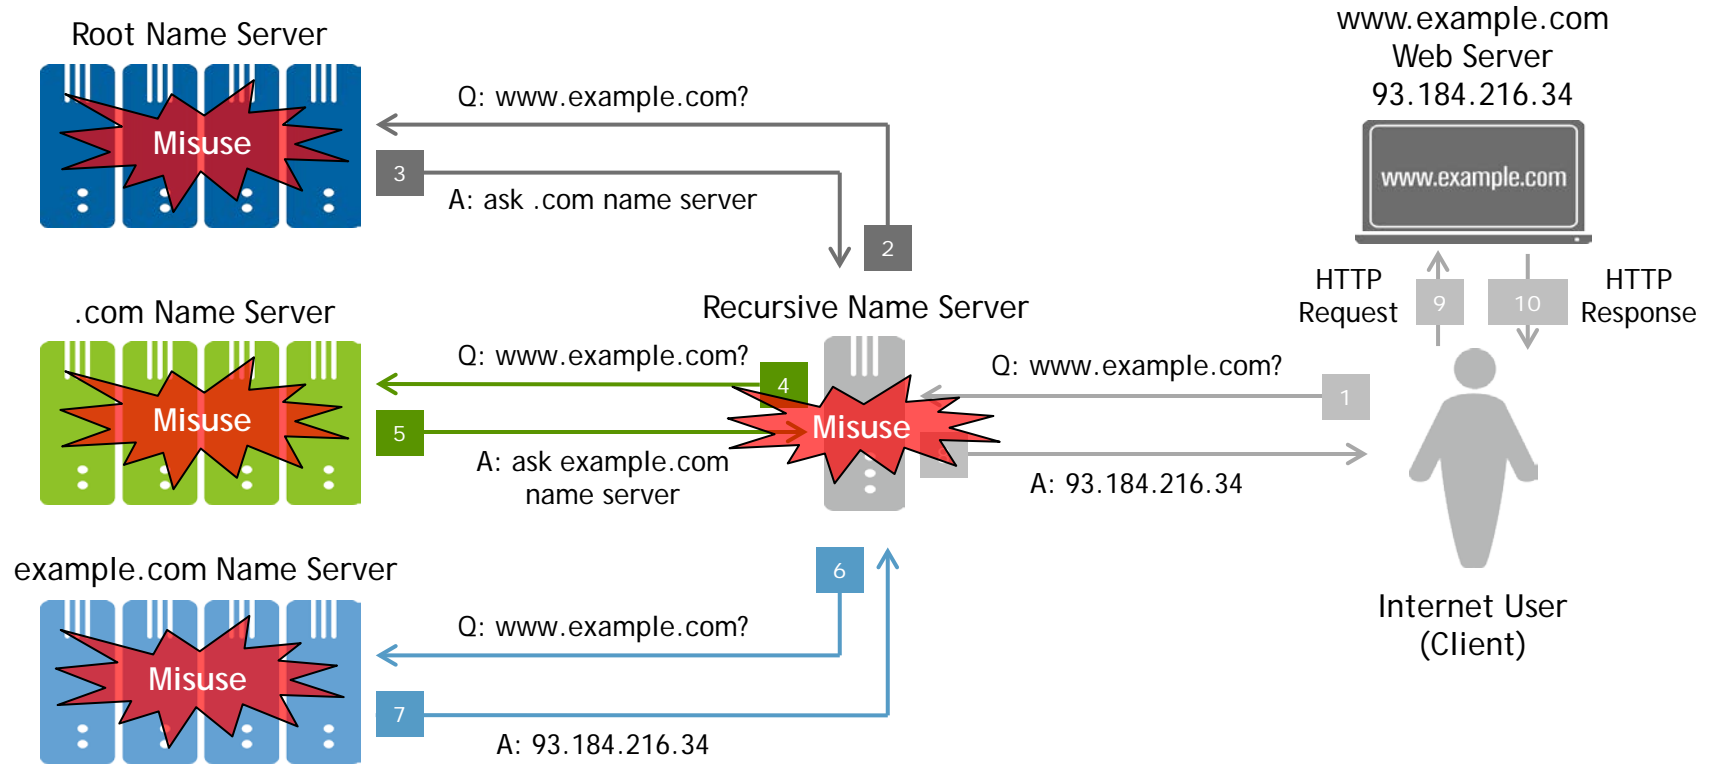 Root Name Server
Misuse
Q: www.example.com?
3
A: ask .com name server
2
www.example.com
Web Server
93.184.216.34
www.example.com
HTTP
Request
9
10
HTTP
Response
.com Name Server
Misuse
Q: www.example.com?
4
5
A: ask example.com
name server
Recursive Name Server
Misuse
Q: www.example.com?
1
A: 93.184.216.34
Internet User
(Client)
example.com Name Server
Misuse
6
Q: www.example.com?
7
A: 93.184.216.34